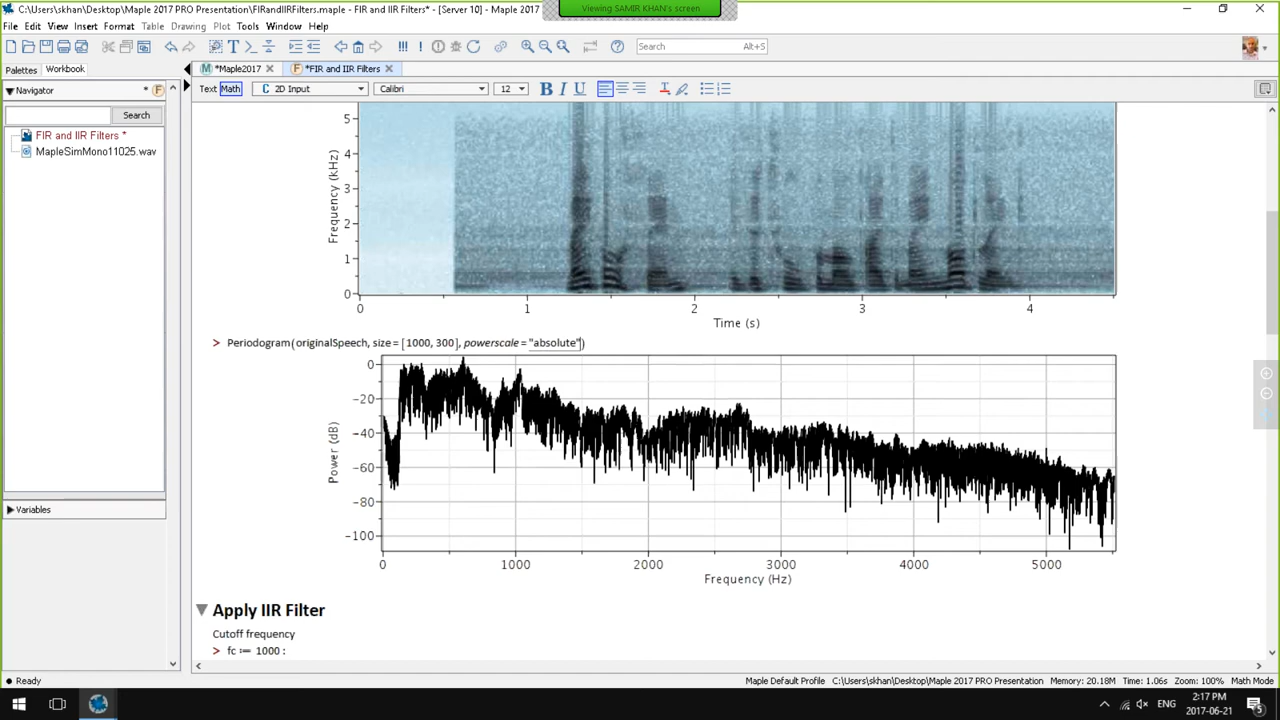 C:\Users\skhan\Desktop\Maple 2017 PRO Presentation\FIRandIIRFilters.maple - FIR and IIR Filters* - [Server 10] - Maple 2017
Viewing SAMIR KHAN's screen
File Edit View Insert Format Table Drawing Plot Tools Window Help
Search Alt+S
Palettes Workbook
*Maple2017
*FIR and IIR Filters
Navigator
Text Math 2D Input Calibri 12 B I U
Search
FIR and IIR Filters *
MapleSimMono11025.wav
Variables
Frequency (kHz)
5
4
3
2
1
0
0 1 2 3 4
Time (s)
> Periodogram(originalSpeech, size = [1000, 300], powerscale = "absolute")
Power (dB)
0
-20
-40
-60
-80
-100
0 1000 2000 3000 4000 5000
Frequency (Hz)
Apply IIR Filter
Cutoff frequency
> fc := 1000 :
Ready
Maple Default Profile C:\Users\skhan\Desktop\Maple 2017 PRO Presentation Memory: 20.18M Time: 1.06s Zoom: 100% Math Mode
ENG
2:17 PM
2017-06-21
5